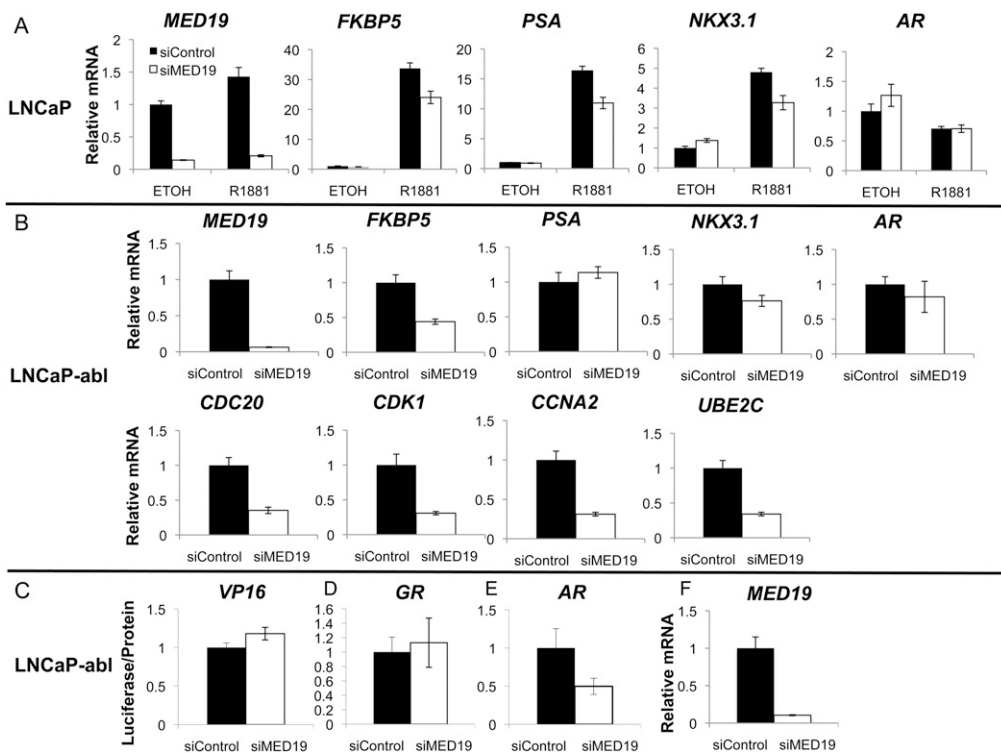 A
MED19 FKBP5 PSA NKX3.1 AR
LNCaP
Relative mRNA
siControl
siMED19
2
1.5
1
0.5
0
ETOH R1881
40
30
20
10
0
ETOH R1881
20
15
10
5
0
ETOH R1881
6
5
4
3
2
1
0
ETOH R1881
2
1.5
1
0.5
0
ETOH R1881
B
MED19 FKBP5 PSA NKX3.1 AR
LNCaP-abl
Relative mRNA
1.5
1
0.5
0
siControl siMED19
1.5
1
0.5
0
siControl siMED19
1.5
1
0.5
0
siControl siMED19
1.5
1
0.5
0
siControl siMED19
1.5
1
0.5
0
siControl siMED19
CDC20 CDK1 CCNA2 UBE2C
Relative mRNA
1.5
1
0.5
0
siControl siMED19
1.5
1
0.5
0
siControl siMED19
1.5
1
0.5
0
siControl siMED19
1.5
1
0.5
0
siControl siMED19
C
VP16
LNCaP-abl
Luciferase/Protein
1.5
1
0.5
0
siControl siMED19
D
GR
1.6
1.4
1.2
1
0.8
0.6
0.4
0.2
0
siControl siMED19
E
AR
1.5
1
0.5
0
siControl siMED19
F
MED19
Relative mRNA
1.5
1
0.5
0
siControl siMED19